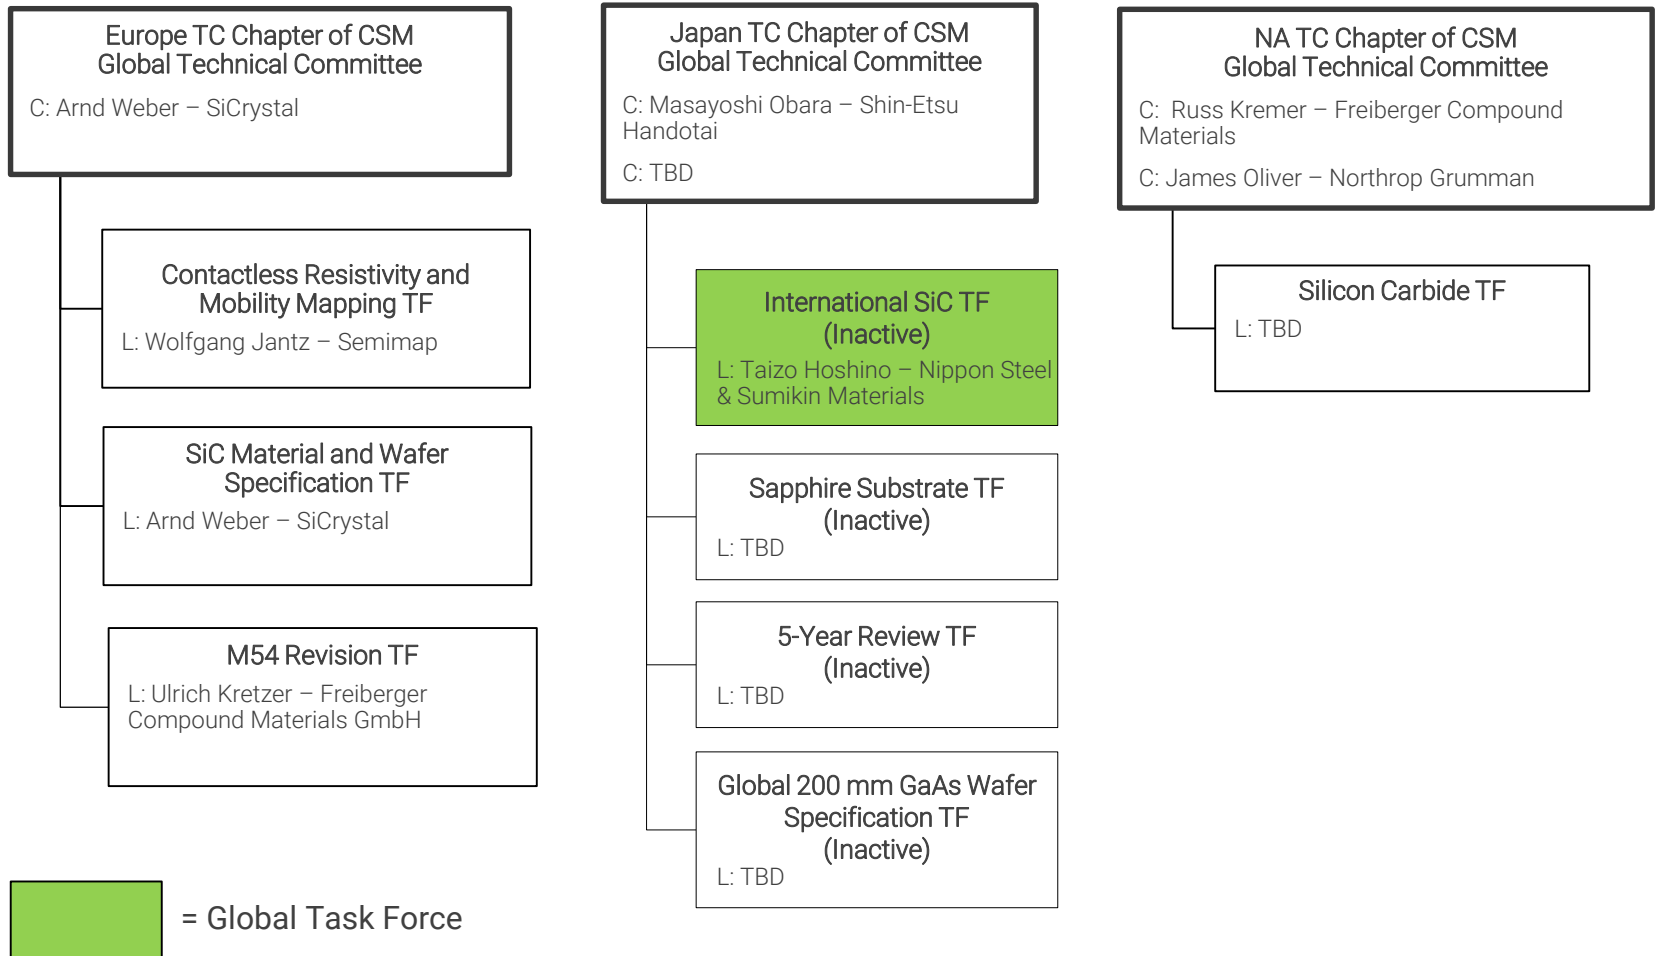 Europe TC Chapter of CSM
Global Technical Committee
C: Arnd Weber – SiCrystal
Contactless Resistivity and
Mobility Mapping TF
L: Wolfgang Jantz – Semimap
SiC Material and Wafer
Specification TF
L: Arnd Weber – SiCrystal
M54 Revision TF
L: Ulrich Kretzer – Freiberger
Compound Materials GmbH
Japan TC Chapter of CSM
Global Technical Committee
C: Masayoshi Obara – Shin-Etsu
Handotai
C: TBD
International SiC TF
(Inactive)
L: Taizo Hoshino – Nippon Steel
& Sumikin Materials
Sapphire Substrate TF
(Inactive)
L: TBD
5-Year Review TF
(Inactive)
L: TBD
Global 200 mm GaAs Wafer
Specification TF
(Inactive)
L: TBD
NA TC Chapter of CSM
Global Technical Committee
C: Russ Kremer – Freiberger Compound
Materials
C: James Oliver – Northrop Grumman
Silicon Carbide TF
L: TBD
= Global Task Force